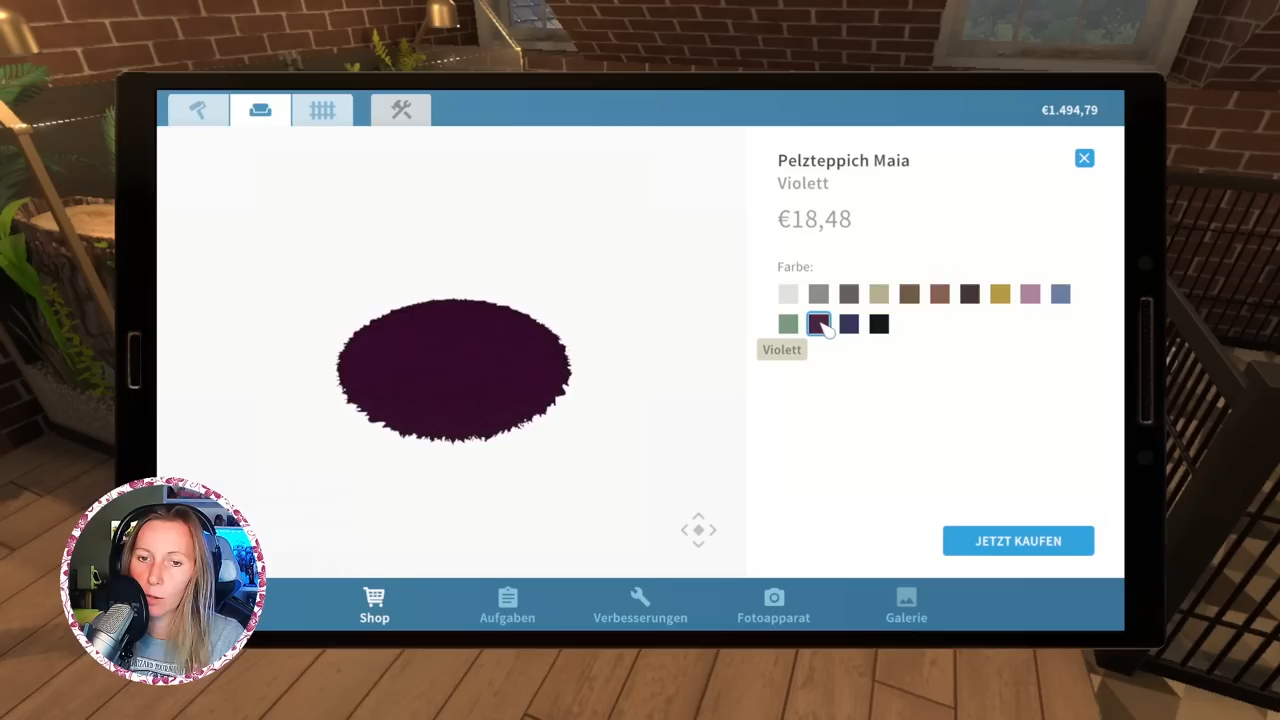 €1.494,79
Pelzteppich Maia
Violett
€18,48
Farbe:
Violett
JETZT KAUFEN
Shop
Aufgaben
Verbesserungen
Fotoapparat
Galerie